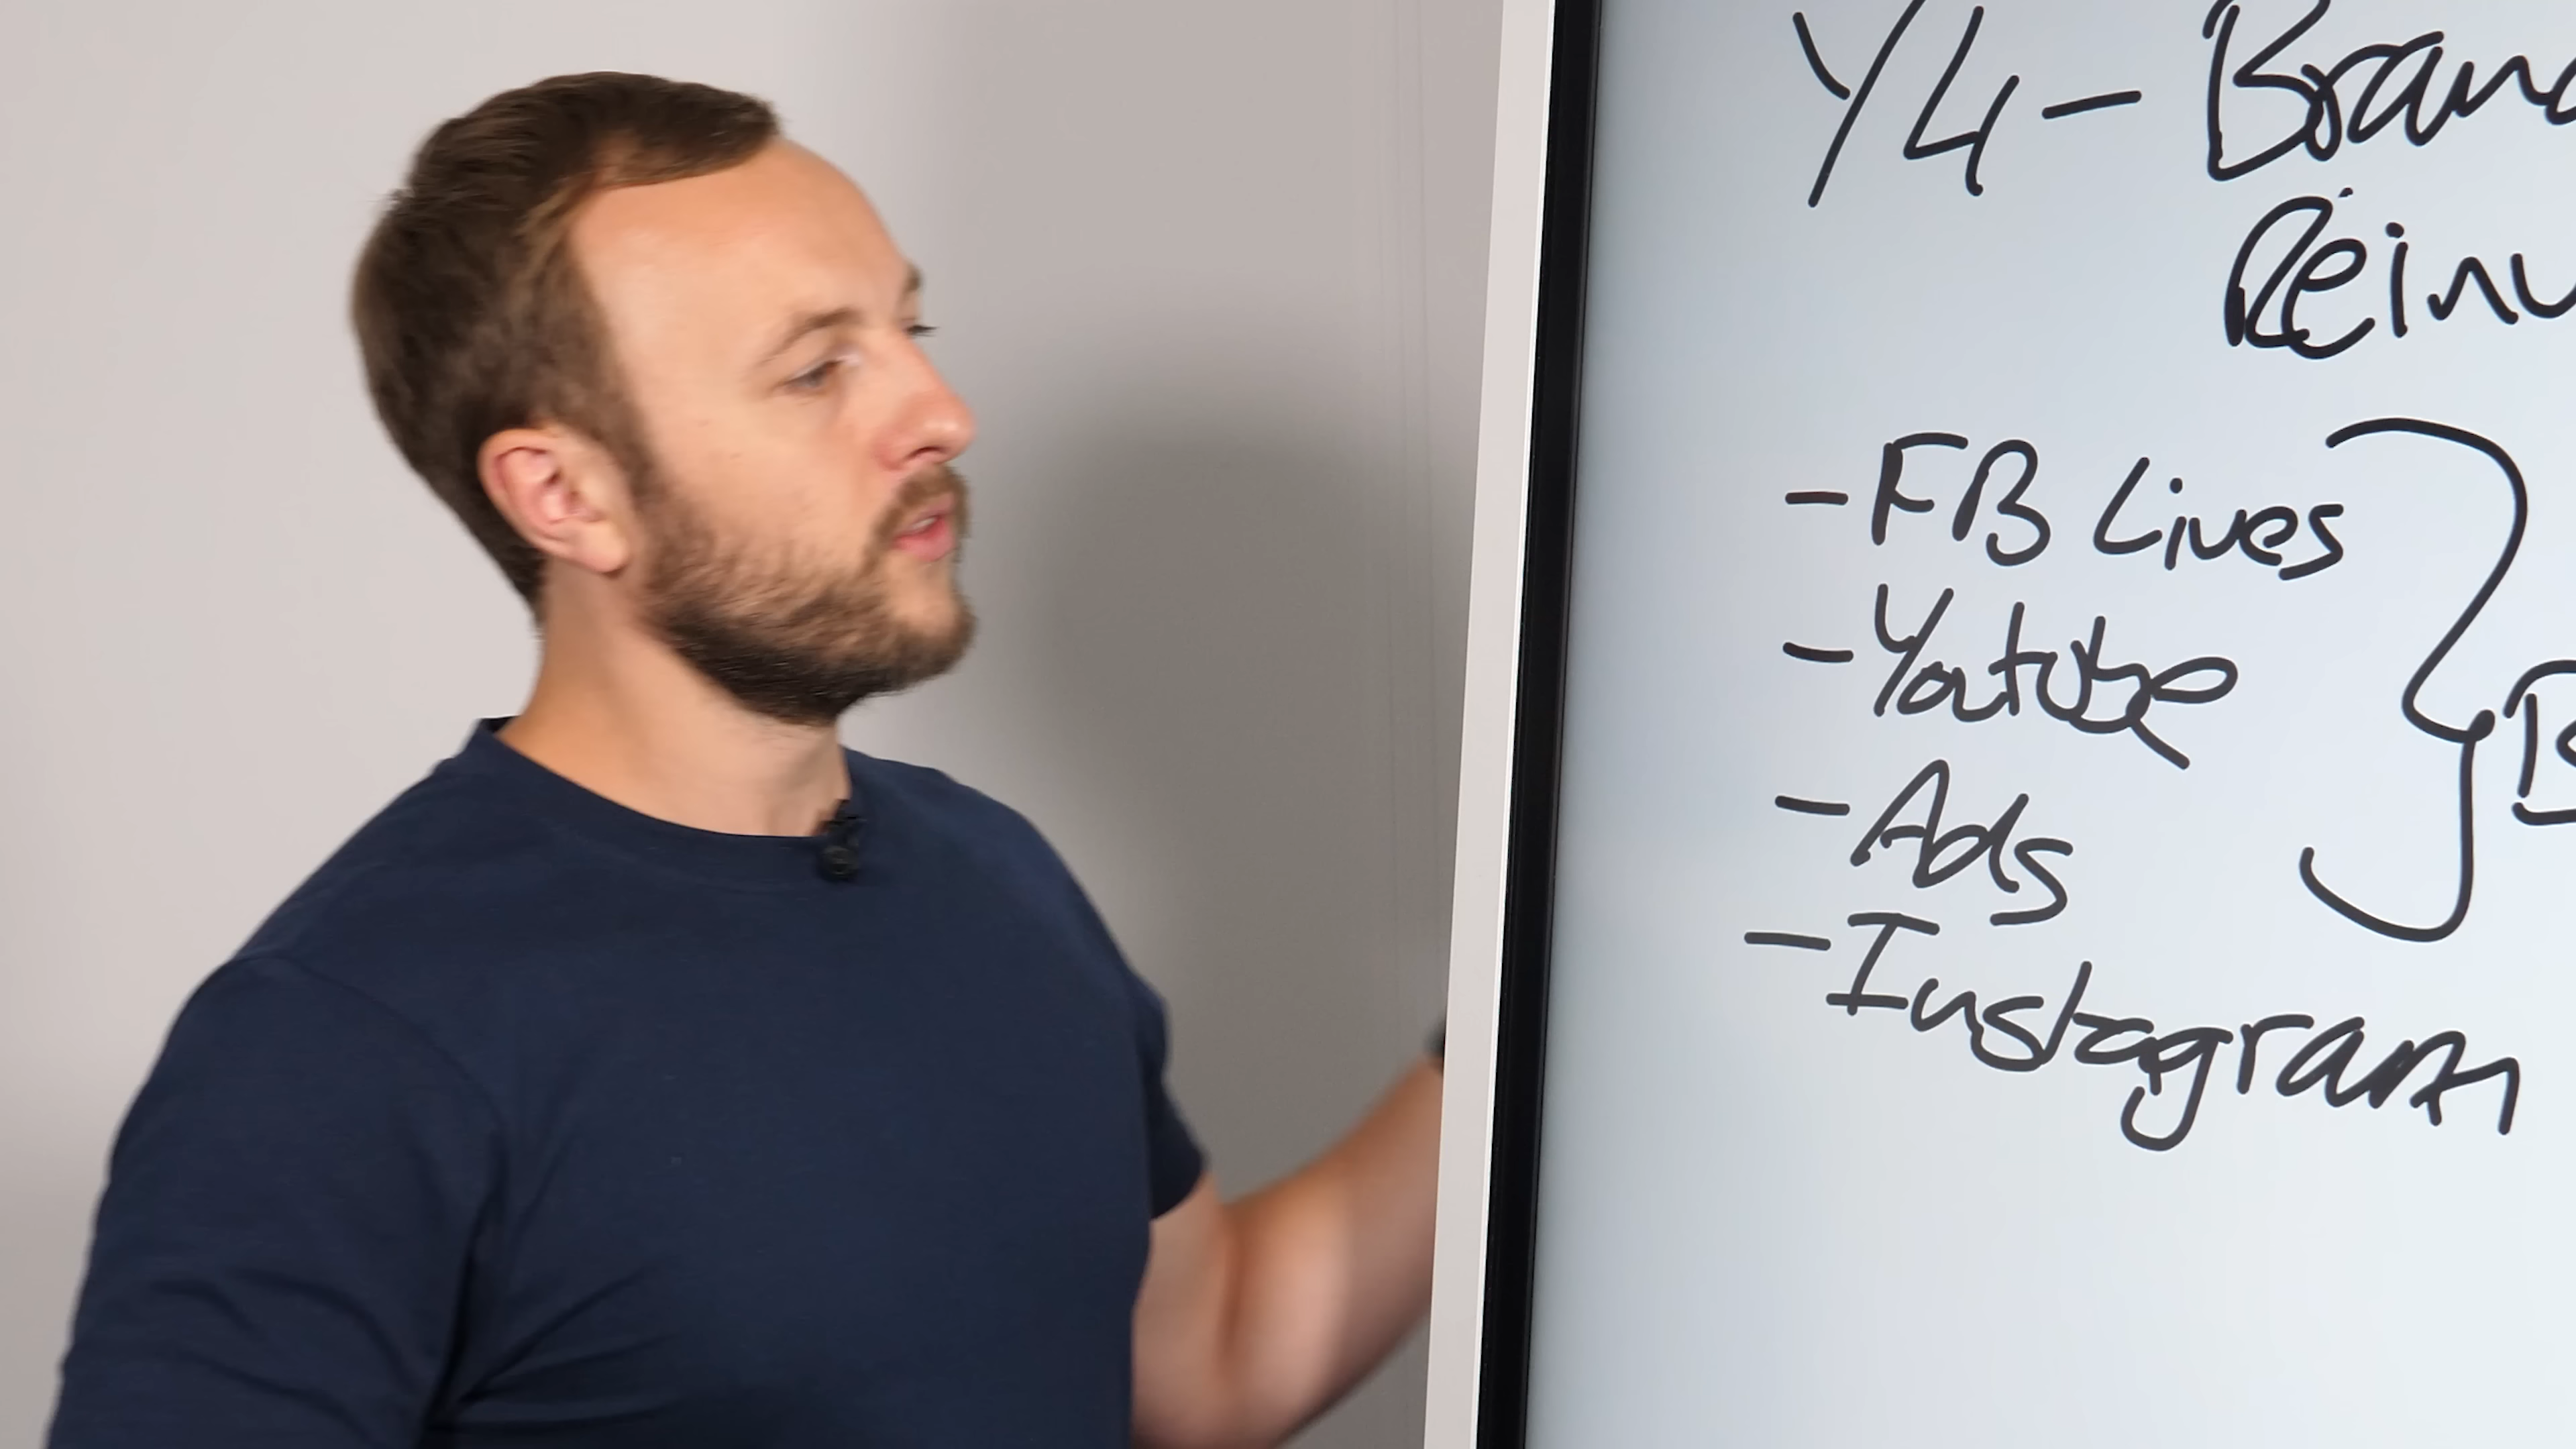 Y4 - Bran
Reinv
- FB Lives
- Youtube
- Ads
- Instagram